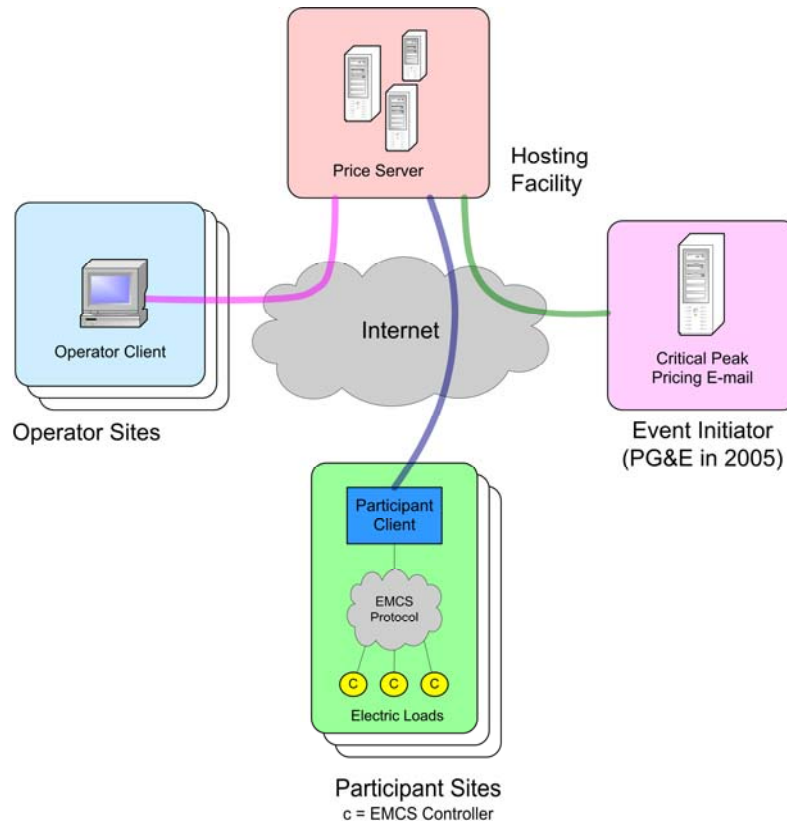 Price Server
Hosting
Facility
Operator Client
Operator Sites
Internet
Critical Peak
Pricing E-mail
Event Initiator
(PG&E in 2005)
Participant
Client
EMCS
Protocol
C C C
Electric Loads
Participant Sites
c = EMCS Controller